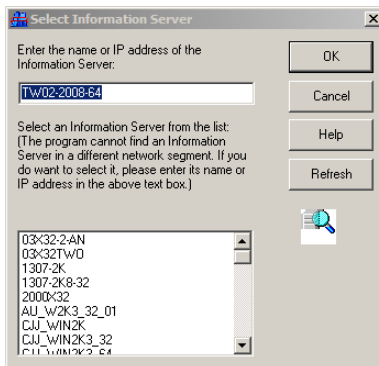 Select Information Server
Enter the name or IP address of the
Information Server:
TW02-2008-64
Select an Information Server from the list:
(The program cannot find an Information
Server in a different network segment. If you
do want to select it, please enter its name or
IP address in the above text box.)
OK
Cancel
Help
Refresh
03X32-2-AN
03X32TWO
1307-2K
1307-2K8-32
2000X32
AU_W2K3_32_01
CJJ_WIN2K
CJJ_WIN2K3_32
CJJ_WIN2K3_64